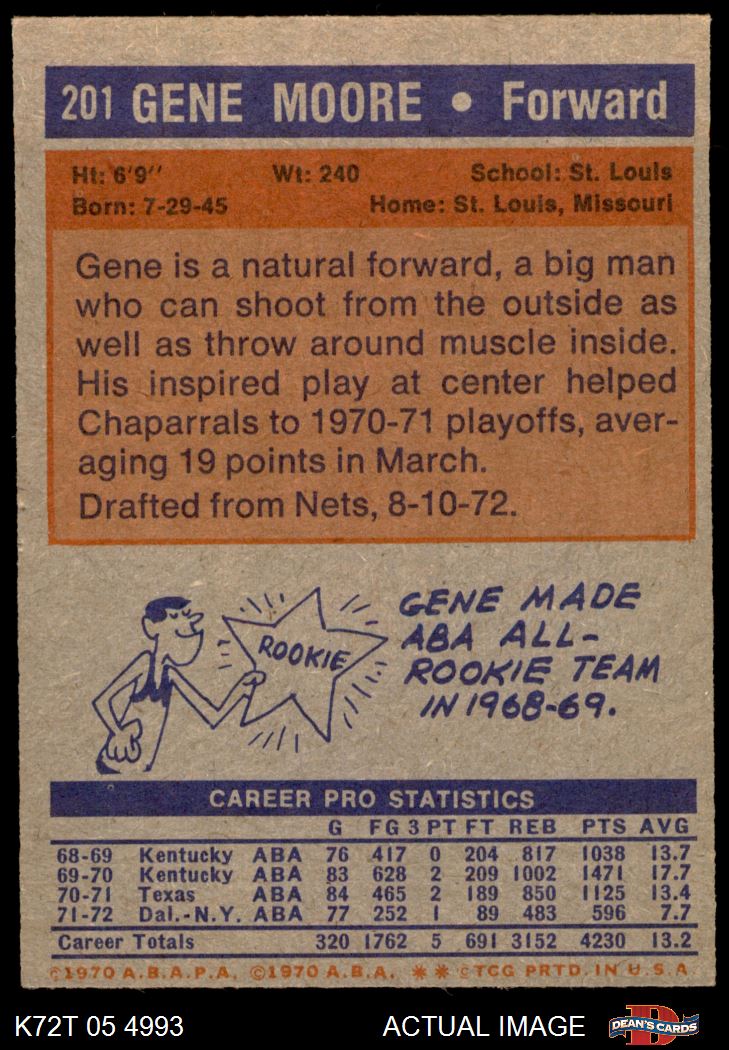 201 GENE MOORE • Forward
Ht: 6'9" Wt: 240 School: St. Louis
Born: 7-29-45 Home: St. Louis, Missouri
Gene is a natural forward, a big man
who can shoot from the outside as
well as throw around muscle inside.
His inspired play at center helped
Chaparrals to 1970-71 playoffs, aver-
aging 19 points in March.
Drafted from Nets, 8-10-72.
ROOKIE
GENE MADE
ABA ALL-
ROOKIE TEAM
IN 1968-69.
CAREER PRO STATISTICS
G FG 3 PT FT REB PTS AVG
68-69 Kentucky ABA 76 417 0 204 817 1038 13.7
69-70 Kentucky ABA 83 628 2 209 1002 1471 17.7
70-71 Texas ABA 84 465 2 189 850 1125 13.4
71-72 Dal.-N.Y. ABA 77 252 1 89 483 596 7.7
Career Totals 320 1762 5 691 3152 4230 13.2
©1970 A.B.A.P.A. ©1970 A.B.A. ** ©TCG PRTD. IN U.S.A.
K72T 05 4993 ACTUAL IMAGE DEAN'S CARDS